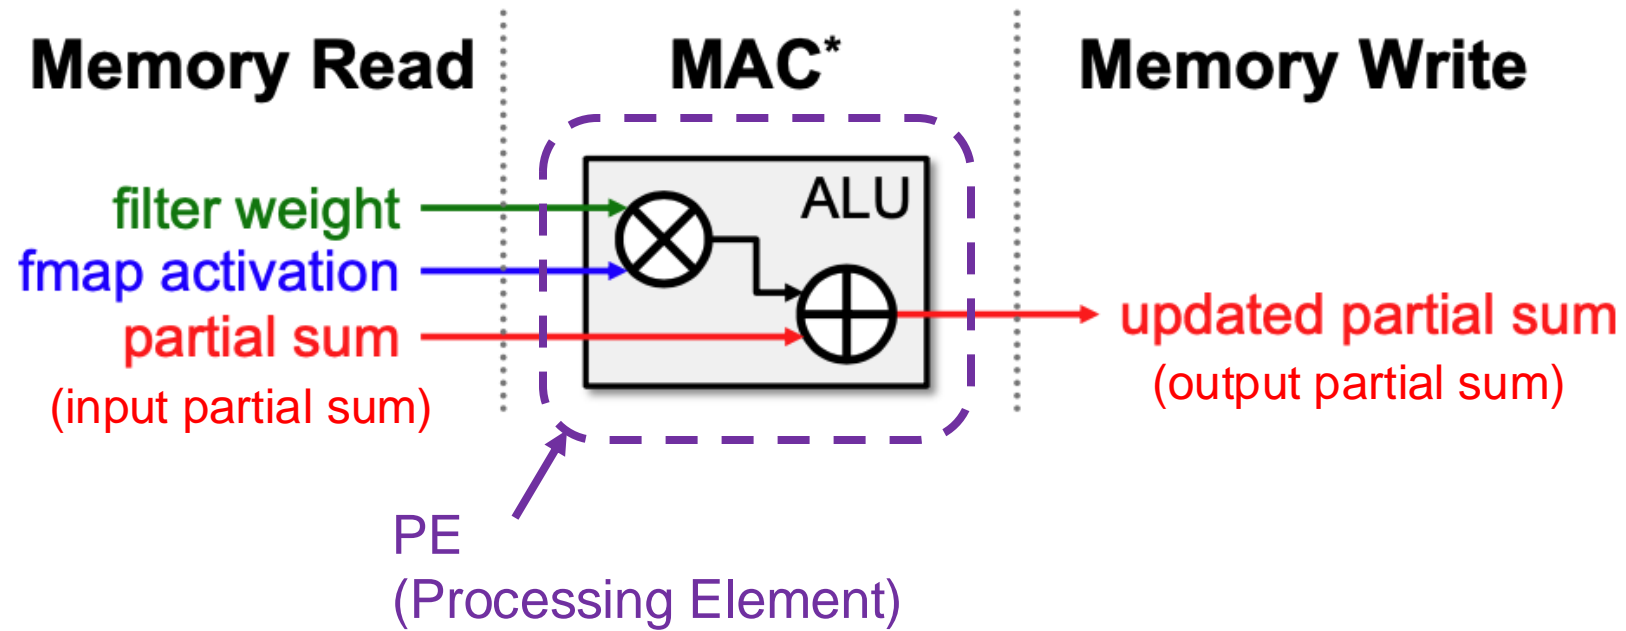 Memory Read
MAC*
Memory Write
ALU
filter weight
fmap activation
partial sum
(input partial sum)
updated partial sum
(output partial sum)
PE
(Processing Element)